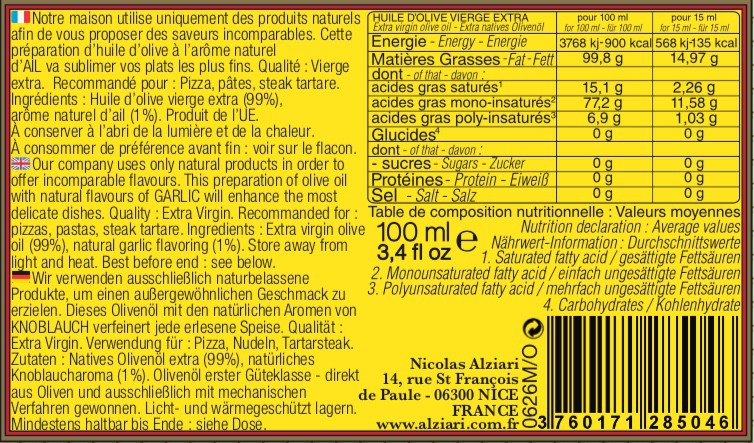 Notre maison utilise uniquement des produits naturels
afin de vous proposer des saveurs incomparables. Cette
préparation d'huile d'olive à l'arôme naturel
d'AIL va sublimer vos plats les plus fins. Qualité : Vierge
extra. Recommandé pour : Pizza, pâtes, steak tartare.
Ingrédients : Huile d'olive vierge extra (99%),
arôme naturel d'ail (1%). Produit de l'UE.
À conserver à l'abri de la lumière et de la chaleur.
À consommer de préférence avant fin : voir sur le flacon.
Our company uses only natural products in order to
offer incomparable flavours. This preparation of olive oil
with natural flavours of GARLIC will enhance the most
delicate dishes. Quality : Extra Virgin. Recommanded for :
pizzas, pastas, steak tartare. Ingredients : Extra virgin olive
oil (99%), natural garlic flavoring (1%). Store away from
light and heat. Best before end : see below.
Wir verwenden ausschließlich naturbelassene
Produkte, um einen außergewöhnlichen Geschmack zu
erzielen. Dieses Olivenöl mit den natürlichen Aromen von
KNOBLAUCH verfeinert jede erlesene Speise. Qualität :
Extra Virgin. Verwendung für : Pizza, Nudeln, Tartarsteak.
Zutaten : Natives Olivenöl extra (99%), natürliches
Knoblaucharoma (1%). Olivenöl erster Güteklasse - direkt
aus Oliven und ausschließlich mit mechanischen
Verfahren gewonnen. Licht- und wärmegeschützt lagern.
Mindestens haltbar bis Ende : siehe Dose.
HUILE D'OLIVE VIERGE EXTRA pour 100 ml pour 15 ml
Extra virgin olive oil - Extra natives Olivenöl for 100 ml - für 100 ml for 15 ml - für 15 ml
Energie - Energy - Energie 3768 kj-900 kcal 568 kj-135 kcal
Matières Grasses - Fat - Fett 99,8 g 14,97 g
dont - of that - davon :
acides gras saturés¹ 15,1 g 2,26 g
acides gras mono-insaturés² 77,2 g 11,58 g
acides gras poly-insaturés³ 6,9 g 1,03 g
Glucides⁴ 0 g 0 g
dont - of that - davon :
- sucres - Sugars - Zucker 0 g 0 g
Protéines - Protein - Eiweiß 0 g 0 g
Sel - Salt - Salz 0 g 0 g
Table de composition nutritionnelle : Valeurs moyennes
Nutrition declaration : Average values
Nährwert-Information : Durchschnittswerte
1. Saturated fatty acid / gesättigte Fettsäuren
2. Monounsaturated fatty acid / einfach ungesättigte Fettsäuren
3. Polyunsaturated fatty acid / mehrfach ungesättigte Fettsäuren
4. Carbohydrates / Kohlenhydrate
100 ml e
3,4 fl oz
Nicolas Alziari
14, rue St François
de Paule - 06300 NICE
FRANCE
www.alziari.com.fr
0626M/O
3 760171 285046